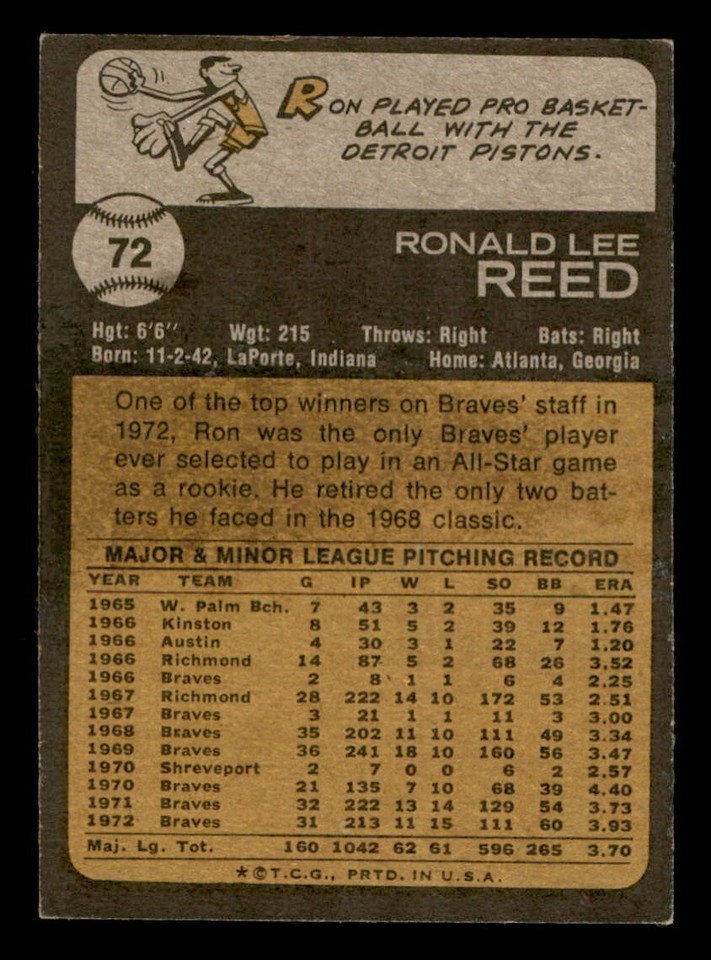 RON PLAYED PRO BASKET-
BALL WITH THE
DETROIT PISTONS.
72
RONALD LEE
REED
Hgt: 6'6" Wgt: 215 Throws: Right Bats: Right
Born: 11-2-42, LaPorte, Indiana Home: Atlanta, Georgia
One of the top winners on Braves' staff in
1972, Ron was the only Braves' player
ever selected to play in an All-Star game
as a rookie. He retired the only two bat-
ters he faced in the 1968 classic.
MAJOR & MINOR LEAGUE PITCHING RECORD
YEAR TEAM G IP W L SO BB ERA
1965 W. Palm Bch. 7 43 3 2 35 9 1.47
1966 Kinston 8 51 5 2 39 12 1.76
1966 Austin 4 30 3 1 22 7 1.20
1966 Richmond 14 87 5 2 68 26 3.52
1966 Braves 2 8 1 1 6 4 2.25
1967 Richmond 28 222 14 10 172 53 2.51
1967 Braves 3 21 1 1 11 3 3.00
1968 Braves 35 202 11 10 111 49 3.34
1969 Braves 36 241 18 10 160 56 3.47
1970 Shreveport 2 7 0 0 6 2 2.57
1970 Braves 21 135 7 10 68 39 4.40
1971 Braves 32 222 13 14 129 54 3.73
1972 Braves 31 213 11 15 111 60 3.93
Maj. Lg. Tot. 160 1042 62 61 596 265 3.70
*©T.C.G., PRTD. IN U.S.A.